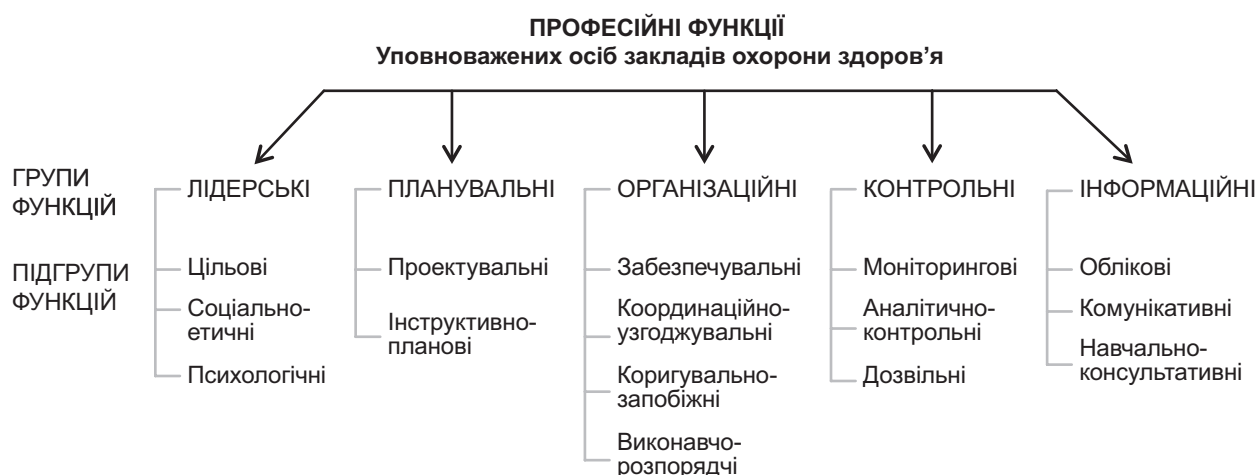 ПРОФЕСІЙНІ ФУНКЦІЇ
Уповноважених осіб закладів охорони здоров’я
ГРУПИ
ФУНКЦІЙ
ЛІДЕРСЬКІ
ПЛАНУВАЛЬНІ
ОРГАНІЗАЦІЙНІ
КОНТРОЛЬНІ
ІНФОРМАЦІЙНІ
ПІДГРУПИ
ФУНКЦІЙ
Цільові
Соціально-
етичні
Психологічні
Проектувальні
Інструктивно-
планові
Забезпечувальні
Координаційно-
узгоджувальні
Коригувально-
запобіжні
Виконавчо-
розпорядчі
Моніторингові
Аналітично-
контрольні
Дозвільні
Облікові
Комунікативні
Навчально-
консультативні